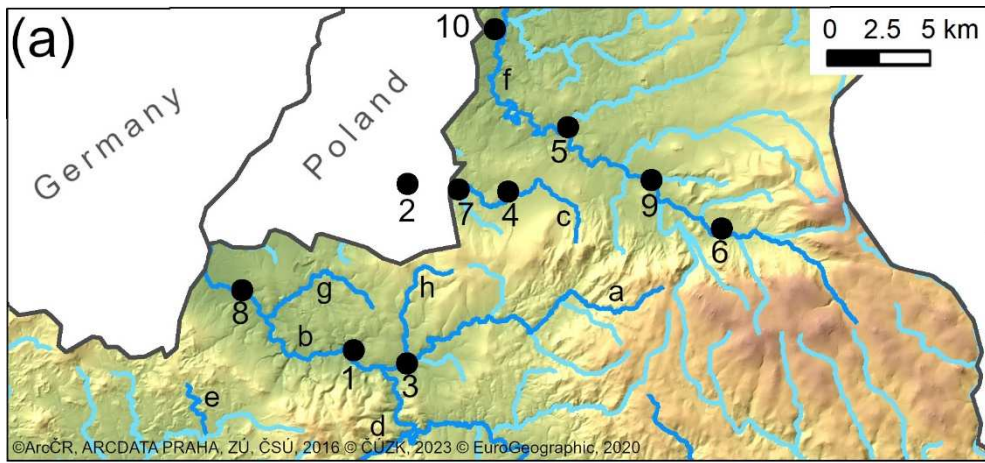 (a)
10
0 2.5 5 km
f
Germany
Poland
5
2
7
4
c
9
6
8
g
h
a
b
1
3
e
d
©AroČR, ARCDATA PRAHA, ZÚ, ČSÚ, 2016 © ČÚZK, 2023 © EuroGeographic, 2020